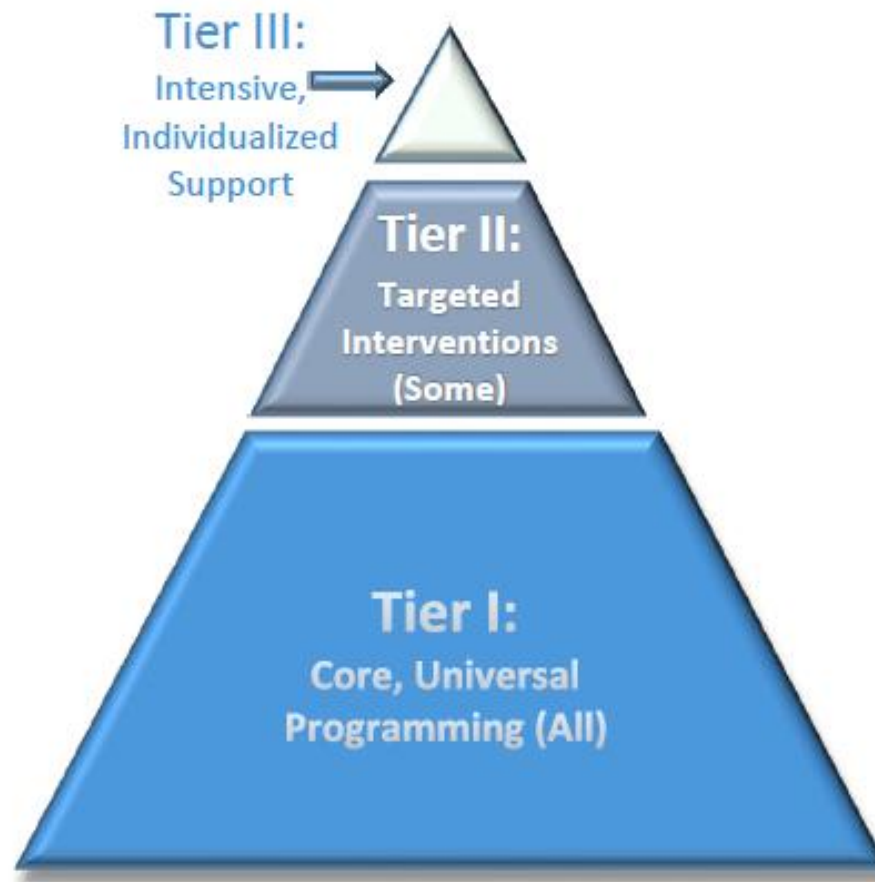 Tier III:
Intensive,
Individualized
Support
Tier II:
Targeted
Interventions
(Some)
Tier I:
Core, Universal
Programming (All)